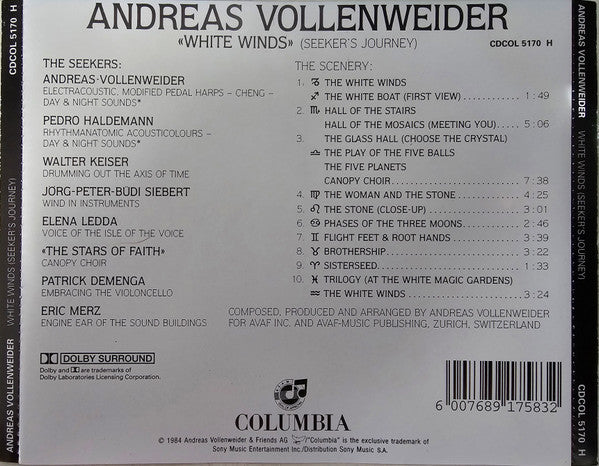 ANDREAS VOLLENWEIDER
«WHITE WINDS» (SEEKER'S JOURNEY)
CDCOL 5170 H
THE SEEKERS:
ANDREAS VOLLENWEIDER
ELECTROACOUSTIC, MODIFIED PEDAL HARPS – CHENG –
DAY & NIGHT SOUNDS*
PEDRO HALDEMANN
RHYTHMANATOMIC ACOUSTICOLOURS –
DAY & NIGHT SOUNDS*
WALTER KEISER
DRUMMING OUT THE AXIS OF TIME
JÖRG-PETER-BÜDI SIEBERT
WIND IN INSTRUMENTS
ELENA LEDDA
VOICE OF THE ISLE OF THE VOICE
«THE STARS OF FAITH»
CANOPY CHOIR
PATRICK DEMENGA
EMBRACING THE VIOLONCELLO
ERIC MERZ
ENGINE EAR OF THE SOUND BUILDINGS
THE SCENERY:
1. ♑ THE WHITE WINDS
♐ THE WHITE BOAT (FIRST VIEW) 1:49
2. ♏ HALL OF THE STAIRS
HALL OF THE MOSAICS (MEETING YOU) 5:06
3. THE GLASS HALL (CHOOSE THE CRYSTAL)
♎ THE PLAY OF THE FIVE BALLS
THE FIVE PLANETS
CANOPY CHOIR 7:38
4. ♍ THE WOMAN AND THE STONE 4:25
5. ♌ THE STONE (CLOSE-UP) 3:01
6. ♋ PHASES OF THE THREE MOONS 2:46
7. ♊ FLIGHT FEET & ROOT HANDS 3:39
8. ♉ BROTHERSHIP 3:22
9. ♈ SISTERSEED 1:33
10. ♓ TRILOGY (AT THE WHITE MAGIC GARDENS)
♒ THE WHITE WINDS 3:24
COMPOSED, PRODUCED AND ARRANGED BY ANDREAS VOLLENWEIDER
FOR AVAF INC. AND AVAF-MUSIC PUBLISHING, ZURICH, SWITZERLAND
DOLBY SURROUND
Dolby and are trademarks of
Dolby Laboratories Licensing Corporation.
COLUMBIA
6 007689 175832
© 1984 Andreas Vollenweider & Friends AG "Columbia" is the exclusive trademark of
Sony Music Entertainment Inc./Distribution Sony Music S.A.
ANDREAS VOLLENWEIDER WHITE WINDS (SEEKER'S JOURNEY) CDCOL 5170 H
ANDREAS VOLLENWEIDER WHITE WINDS (SEEKER'S JOURNEY) CDCOL 5170 H